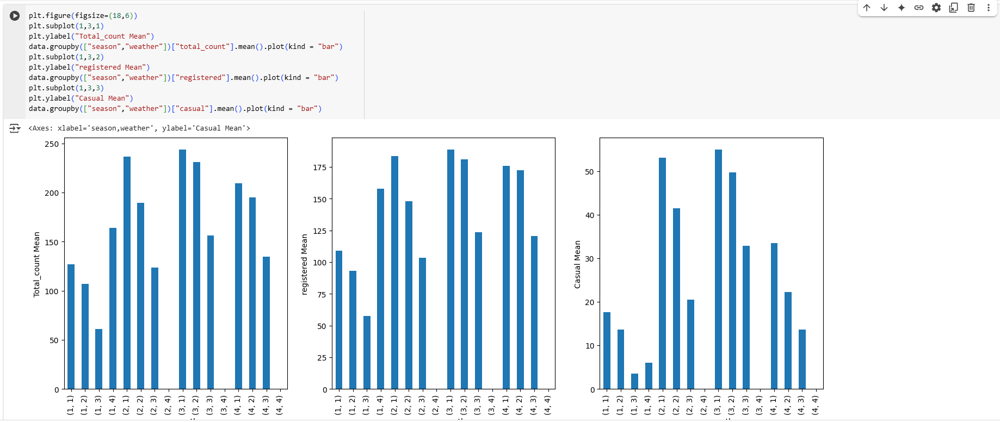 plt.figure(figsize=(18,6))
plt.subplot(1,3,1)
plt.ylabel("Total_count Mean")
data.groupby(["season","weather"])["total_count"].mean().plot(kind = "bar")
plt.subplot(1,3,2)
plt.ylabel("registered Mean")
data.groupby(["season","weather"])["registered"].mean().plot(kind = "bar")
plt.subplot(1,3,3)
plt.ylabel("Casual Mean")
data.groupby(["season","weather"])["casual"].mean().plot(kind = "bar")
<Axes: xlabel='season,weather', ylabel='Casual Mean'>
Total_count Mean
250
200
150
100
50
0
(1, 1) (1, 2) (1, 3) (1, 4) (2, 1) (2, 2) (2, 3) (2, 4) (3, 1) (3, 2) (3, 3) (3, 4) (4, 1) (4, 2) (4, 3) (4, 4)
registered Mean
175
150
125
100
75
50
25
0
(1, 1) (1, 2) (1, 3) (1, 4) (2, 1) (2, 2) (2, 3) (2, 4) (3, 1) (3, 2) (3, 3) (3, 4) (4, 1) (4, 2) (4, 3) (4, 4)
Casual Mean
50
40
30
20
10
0
(1, 1) (1, 2) (1, 3) (1, 4) (2, 1) (2, 2) (2, 3) (2, 4) (3, 1) (3, 2) (3, 3) (3, 4) (4, 1) (4, 2) (4, 3) (4, 4)